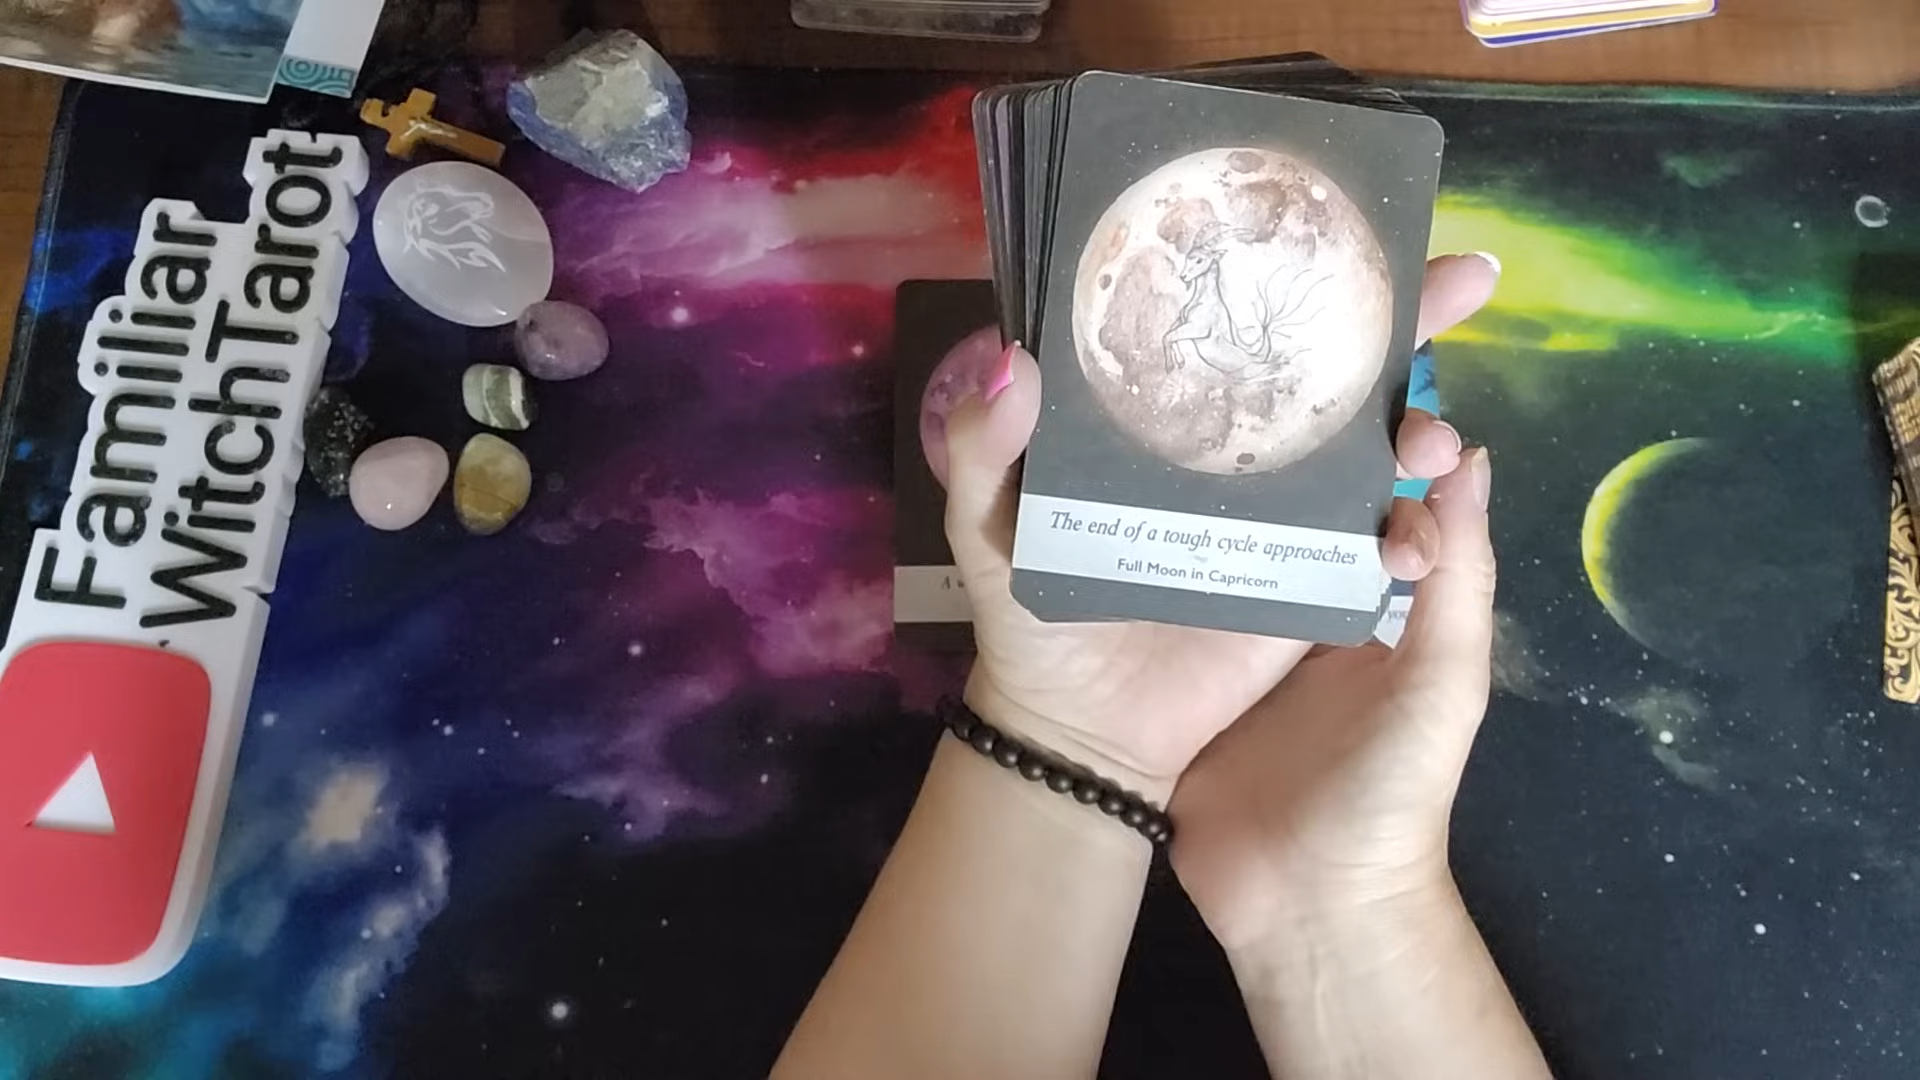 Familiar
WitchTarot
The end of a tough cycle approaches
Full Moon in Capricorn
A